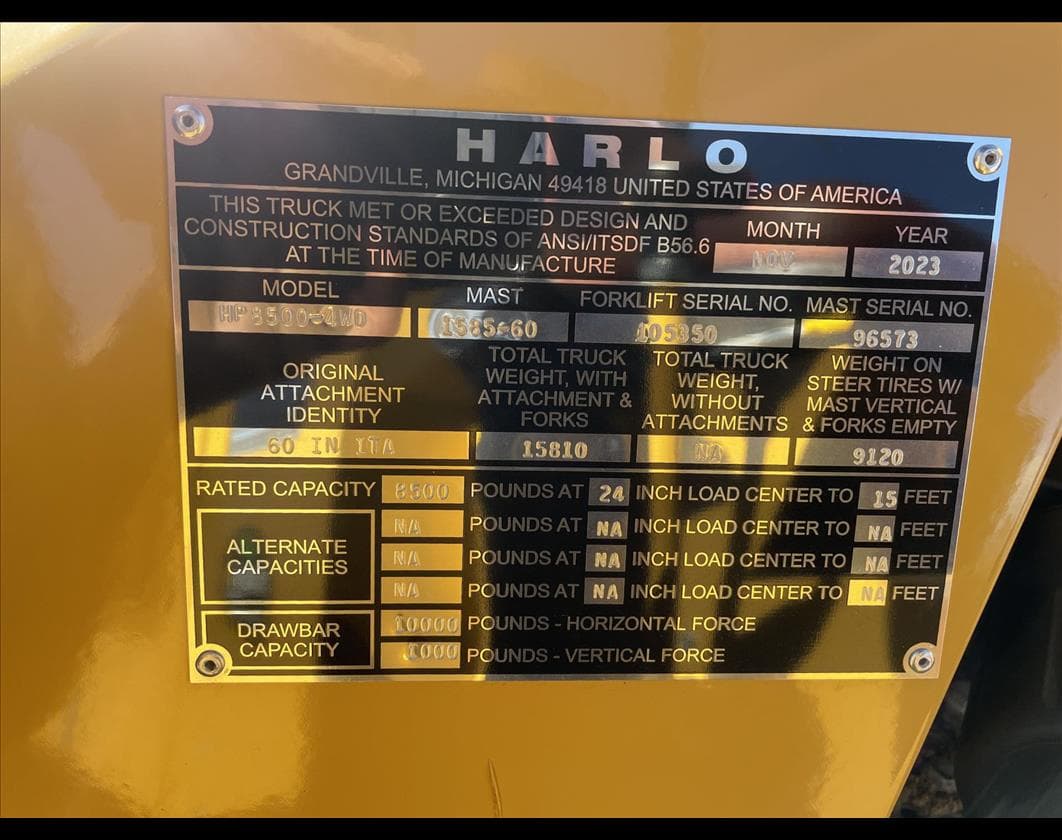 HARLO
GRANDVILLE, MICHIGAN 49418 UNITED STATES OF AMERICA
THIS TRUCK MET OR EXCEEDED DESIGN AND
CONSTRUCTION STANDARDS OF ANSI/ITSDF B56.6
AT THE TIME OF MANUFACTURE
MONTH YEAR
NOV 2023
MODEL MAST FORKLIFT SERIAL NO. MAST SERIAL NO.
HP8500-4WD 1585-60 105350 96573
ORIGINAL
ATTACHMENT
IDENTITY
TOTAL TRUCK
WEIGHT, WITH
ATTACHMENT &
FORKS
TOTAL TRUCK
WEIGHT,
WITHOUT
ATTACHMENTS
WEIGHT ON
STEER TIRES W/
MAST VERTICAL
& FORKS EMPTY
60 IN ITA 15810 NA 9120
RATED CAPACITY 8500 POUNDS AT 24 INCH LOAD CENTER TO 15 FEET
ALTERNATE
CAPACITIES
NA POUNDS AT NA INCH LOAD CENTER TO NA FEET
NA POUNDS AT NA INCH LOAD CENTER TO NA FEET
NA POUNDS AT NA INCH LOAD CENTER TO NA FEET
DRAWBAR
CAPACITY
10000 POUNDS - HORIZONTAL FORCE
1000 POUNDS - VERTICAL FORCE